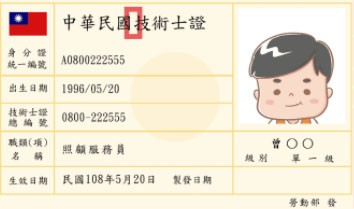 中華民國技術士證
身分證
統一編號
A0800222555
出生日期
1996/05/20
技術士證
總編號
0800-222555
職類(項)
名稱
照顧服務員
曾〇〇
級別 單一級
生效日期
民國108年5月20日 製發日期
勞動部 發